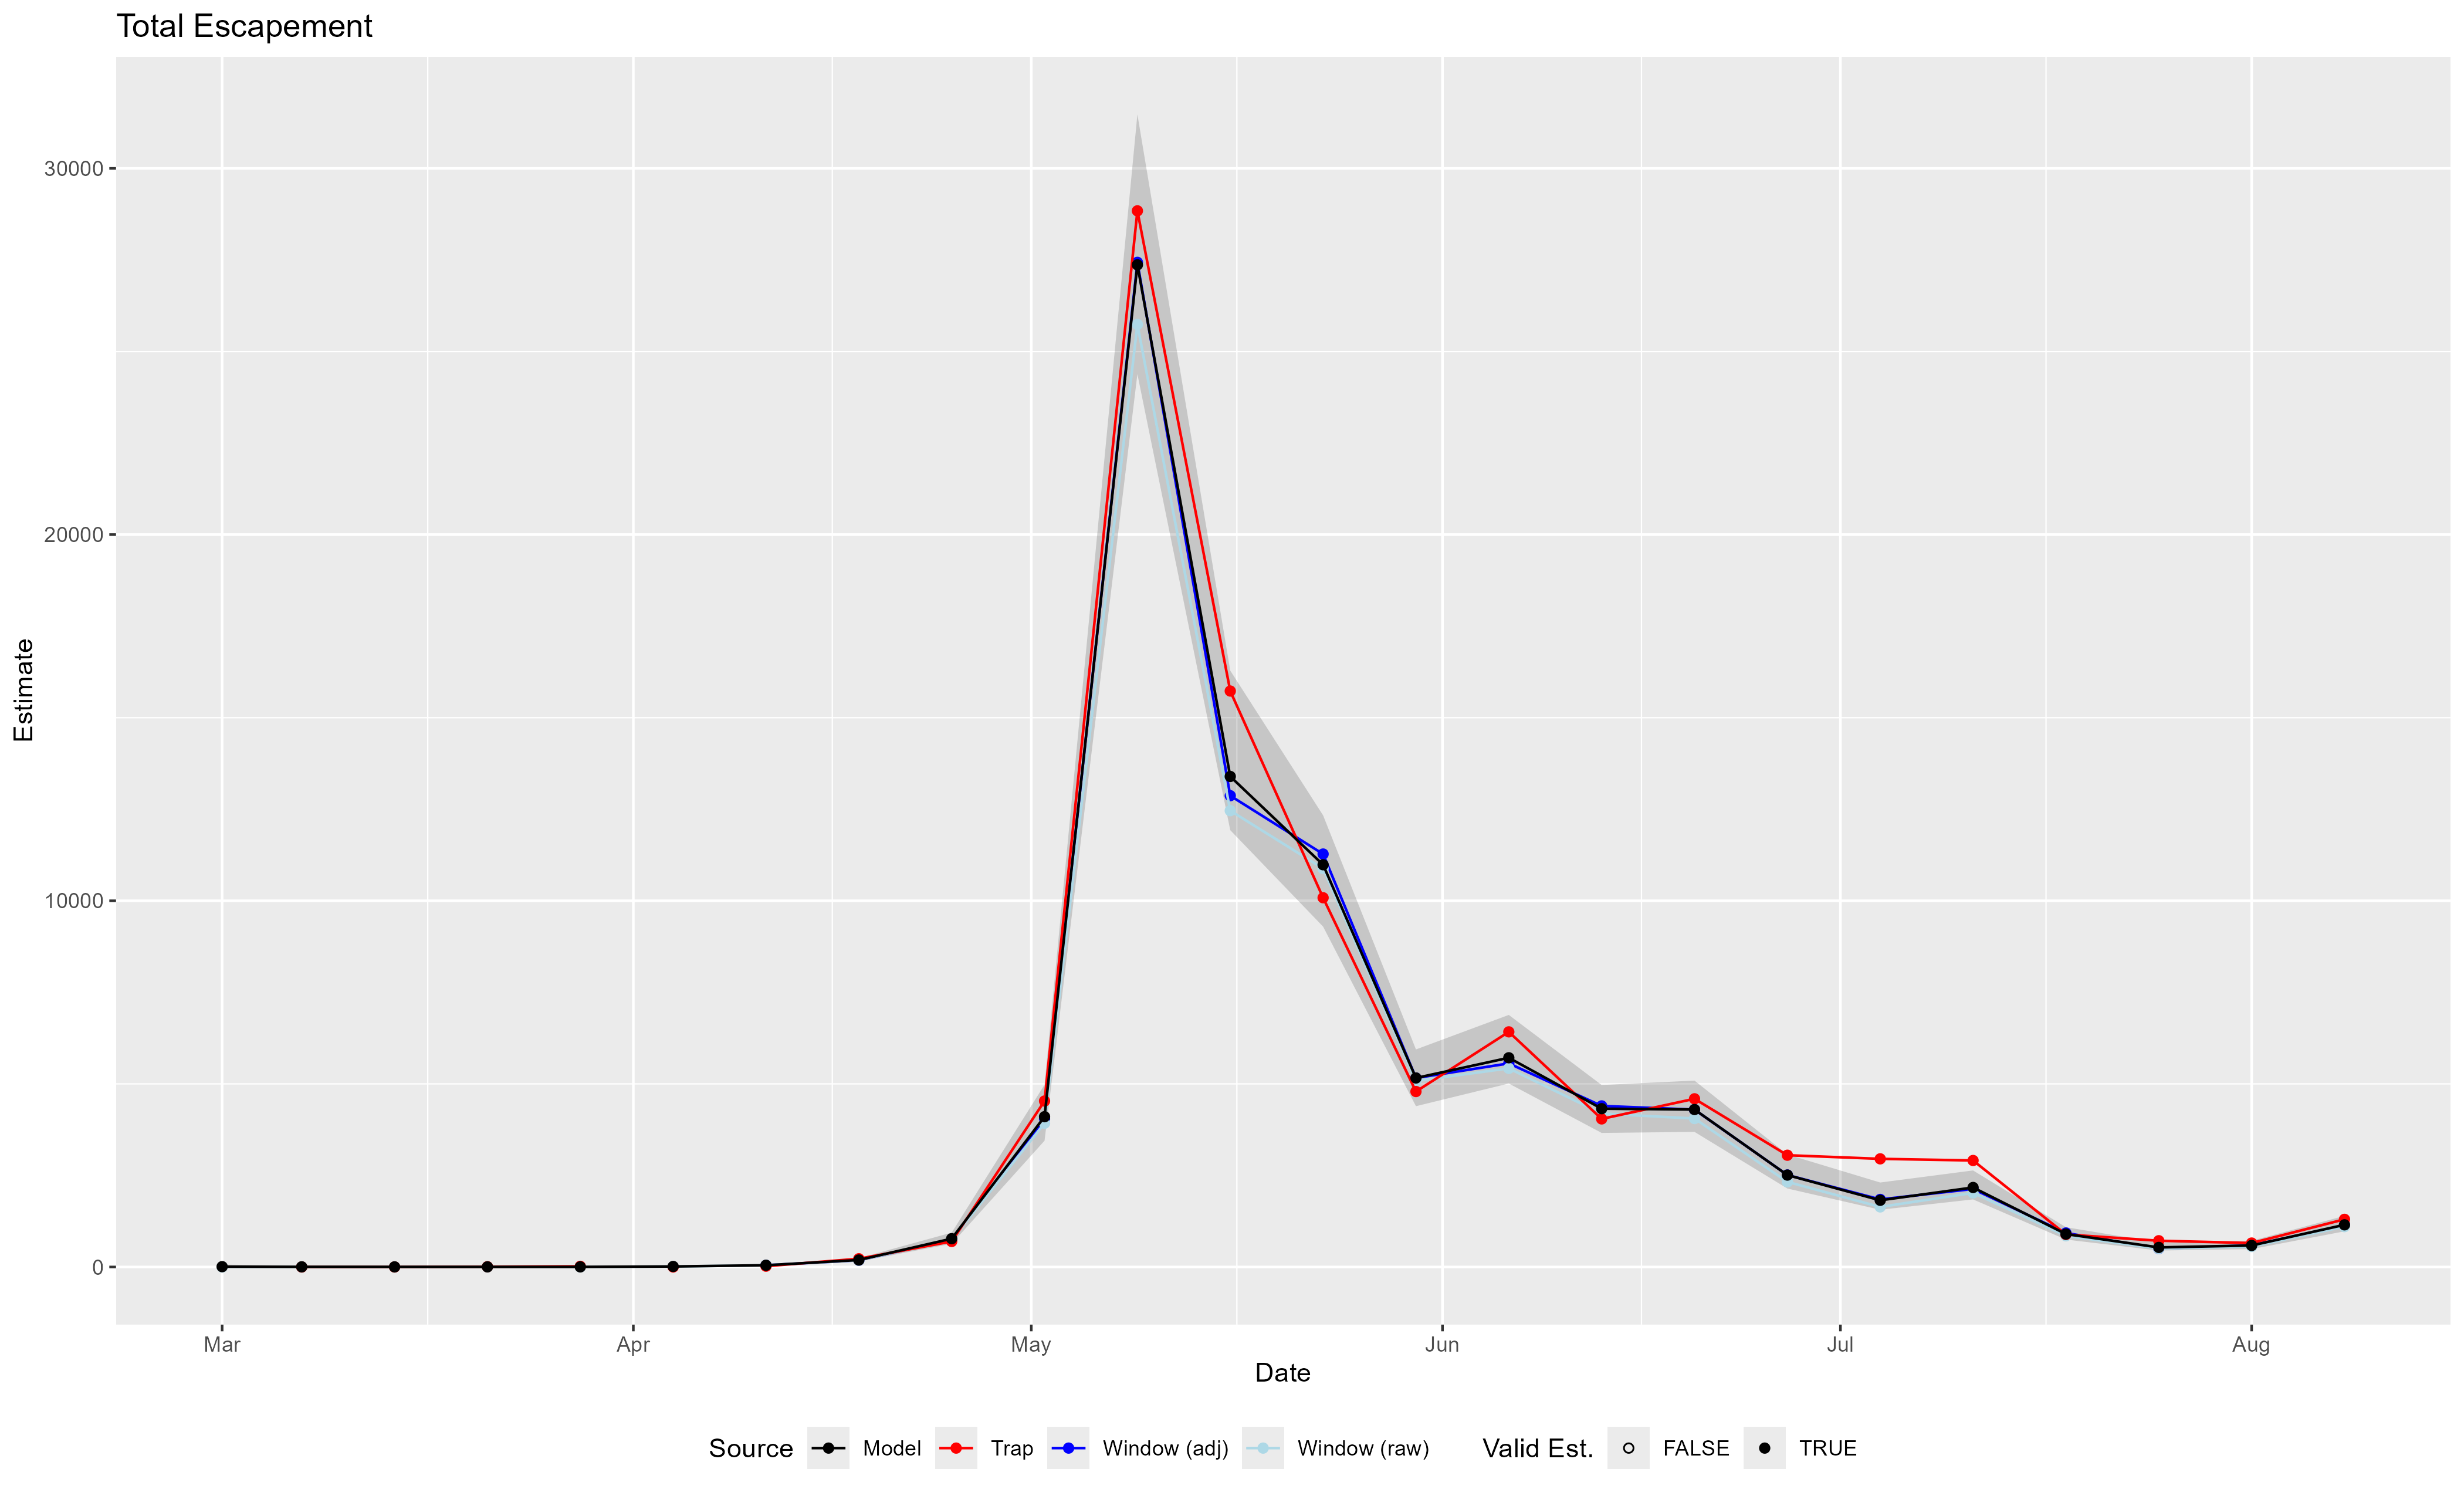 Total Escapement
30000
20000
10000
0
Estimate
Mar Apr May Jun Jul Aug
Date
Source Model Trap Window (adj) Window (raw) Valid Est. FALSE TRUE